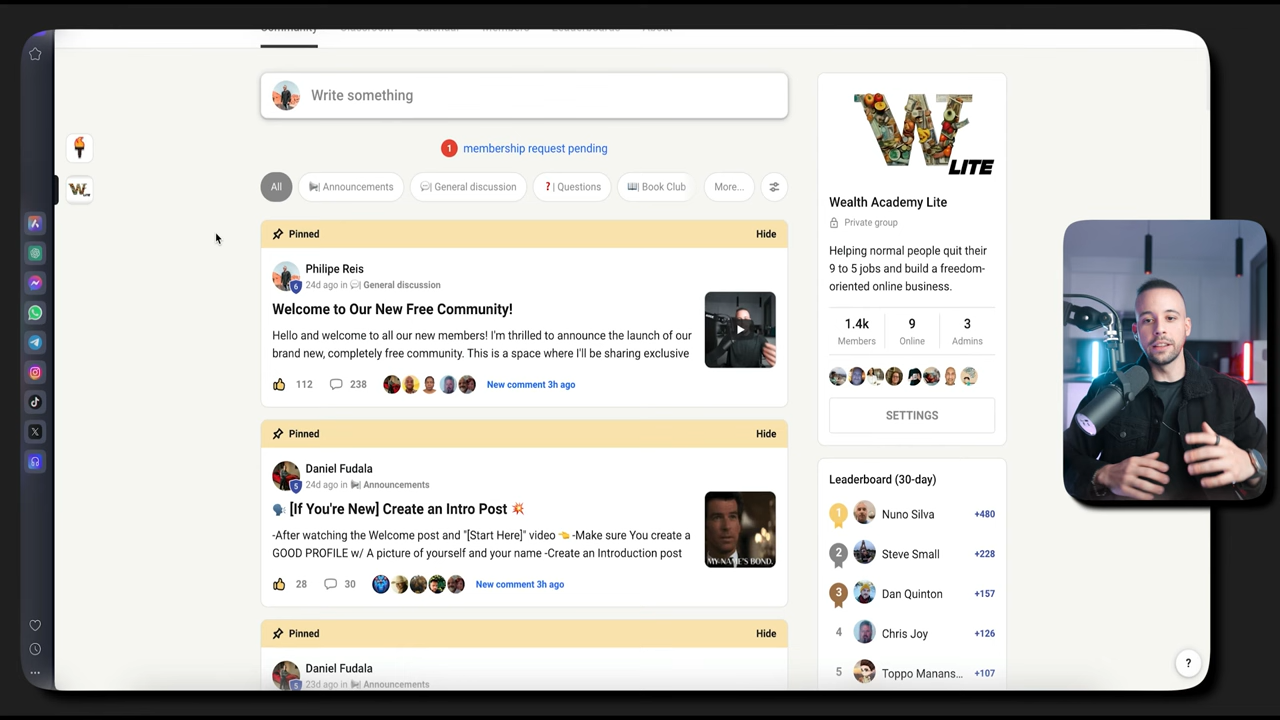 Community Classroom Calendar Members Leaderboards About
Write something
1 membership request pending
All
Announcements
General discussion
Questions
Book Club
More...
Pinned
Hide
Philipe Reis
6
24d ago in General discussion
Welcome to Our New Free Community!
Hello and welcome to all our new members! I'm thrilled to announce the launch of our
brand new, completely free community. This is a space where I'll be sharing exclusive
112
238
New comment 3h ago
Pinned
Hide
Daniel Fudala
5
24d ago in Announcements
[If You're New] Create an Intro Post
-After watching the Welcome post and "[Start Here]" video -Make sure You create a
GOOD PROFILE w/ A picture of yourself and your name -Create an Introduction post
MY NAME'S BOND.
28
30
New comment 3h ago
Pinned
Hide
Daniel Fudala
5
23d ago in Announcements
W
LITE
Wealth Academy Lite
Private group
Helping normal people quit their
9 to 5 jobs and build a freedom-
oriented online business.
1.4k
9
3
Members
Online
Admins
SETTINGS
Leaderboard (30-day)
1 Nuno Silva +480
2 Steve Small +228
3 Dan Quinton +157
4 Chris Joy +126
5 Toppo Manans... +107
?